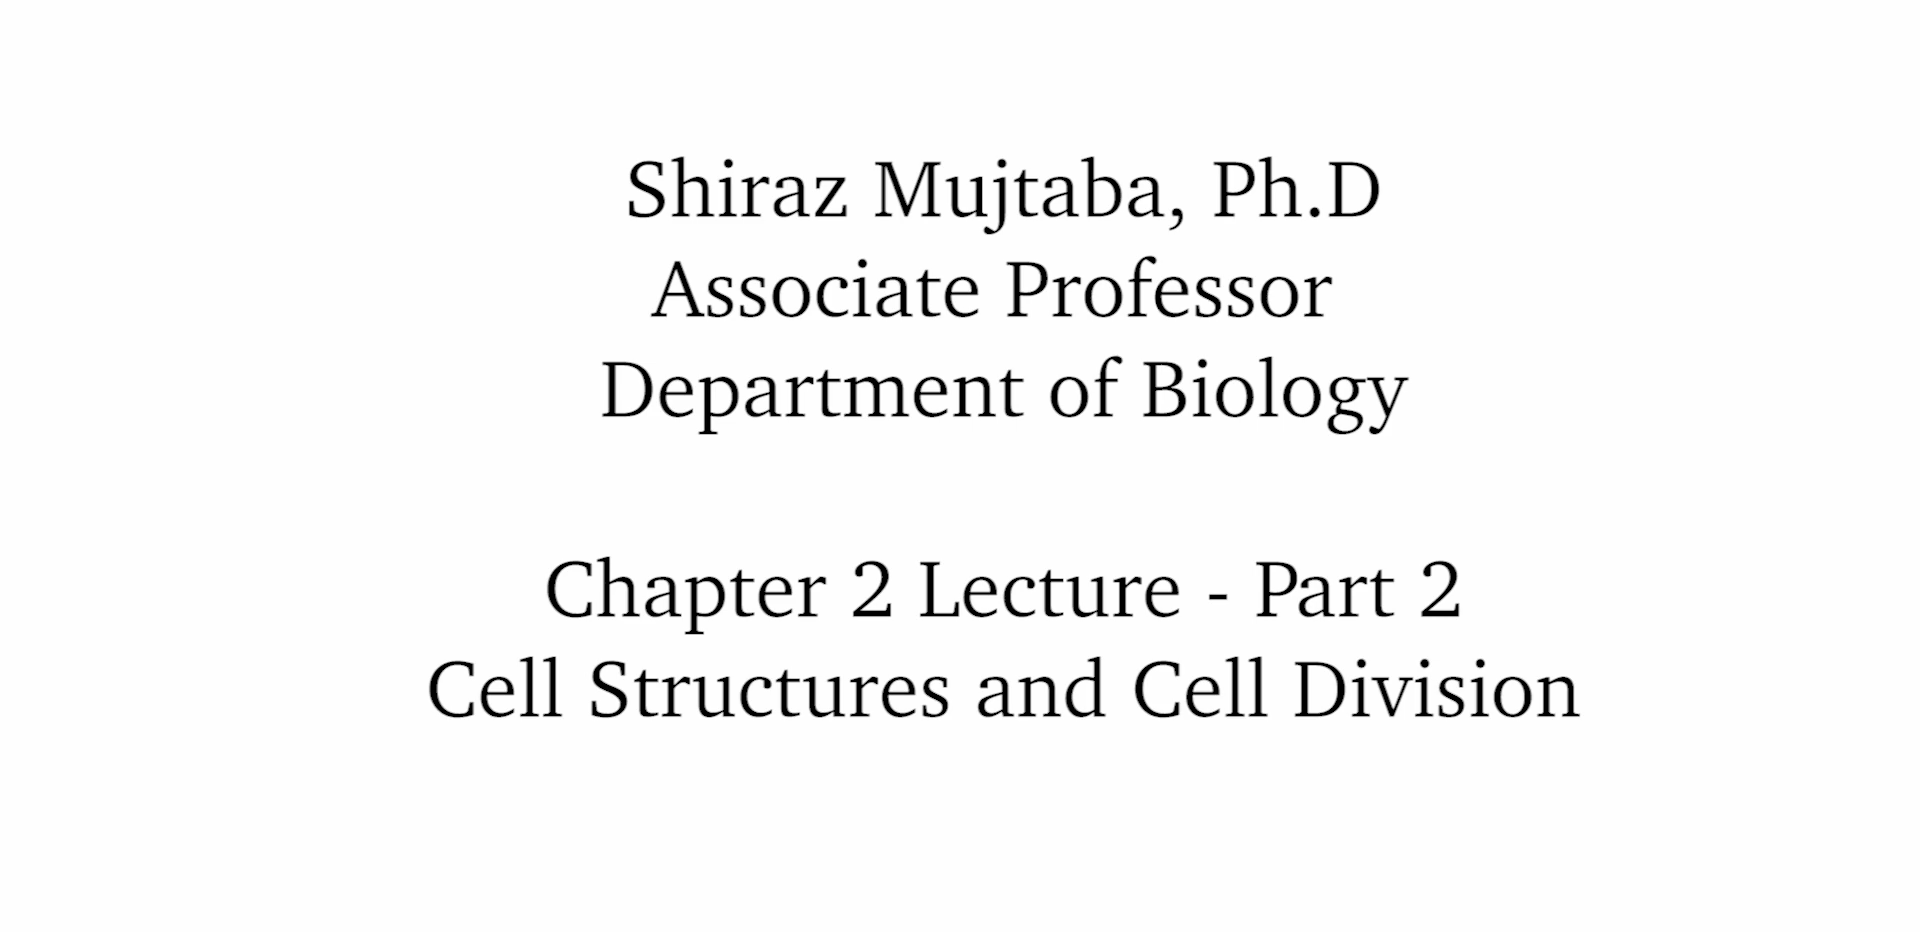 Shiraz Mujtaba, Ph.D
Associate Professor
Department of Biology
Chapter 2 Lecture - Part 2
Cell Structures and Cell Division